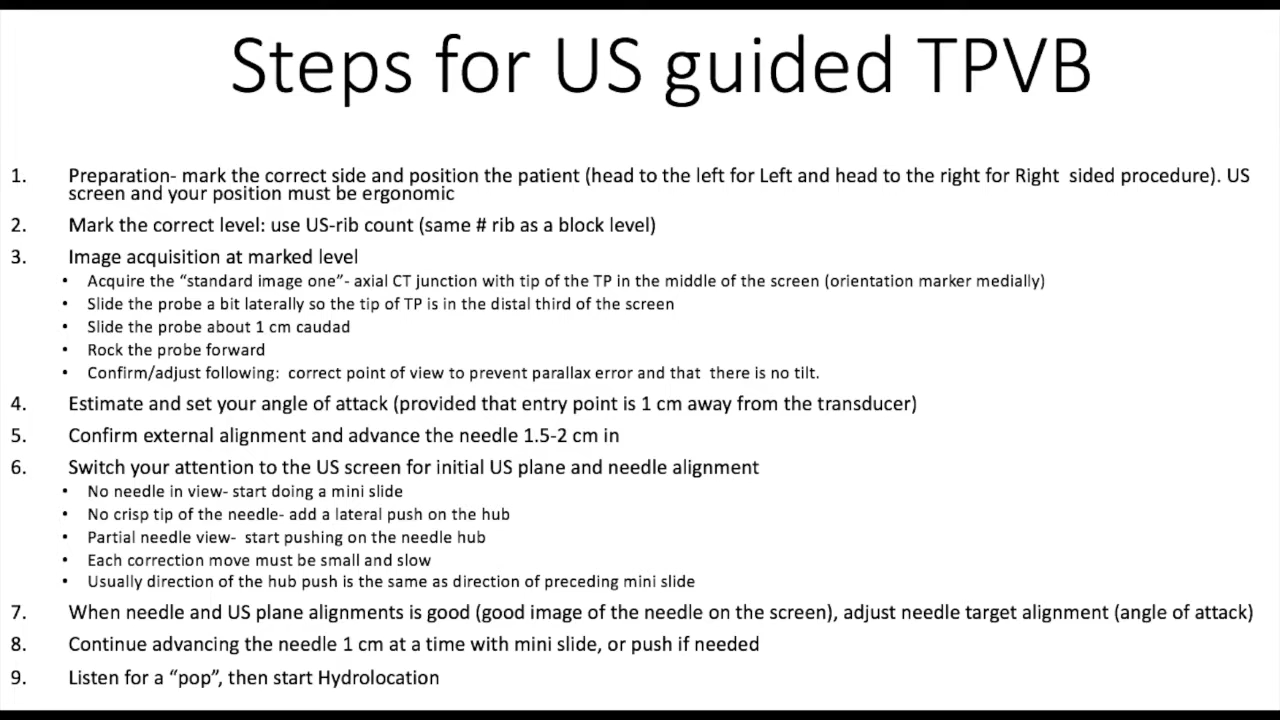 Steps for US guided TPVB
1. Preparation- mark the correct side and position the patient (head to the left for Left and head to the right for Right sided procedure). US
screen and your position must be ergonomic
2. Mark the correct level: use US-rib count (same # rib as a block level)
3. Image acquisition at marked level
• Acquire the “standard image one”- axial CT junction with tip of the TP in the middle of the screen (orientation marker medially)
• Slide the probe a bit laterally so the tip of TP is in the distal third of the screen
• Slide the probe about 1 cm caudad
• Rock the probe forward
• Confirm/adjust following: correct point of view to prevent parallax error and that there is no tilt.
4. Estimate and set your angle of attack (provided that entry point is 1 cm away from the transducer)
5. Confirm external alignment and advance the needle 1.5-2 cm in
6. Switch your attention to the US screen for initial US plane and needle alignment
• No needle in view- start doing a mini slide
• No crisp tip of the needle- add a lateral push on the hub
• Partial needle view- start pushing on the needle hub
• Each correction move must be small and slow
• Usually direction of the hub push is the same as direction of preceding mini slide
7. When needle and US plane alignments is good (good image of the needle on the screen), adjust needle target alignment (angle of attack)
8. Continue advancing the needle 1 cm at a time with mini slide, or push if needed
9. Listen for a “pop”, then start Hydrolocation